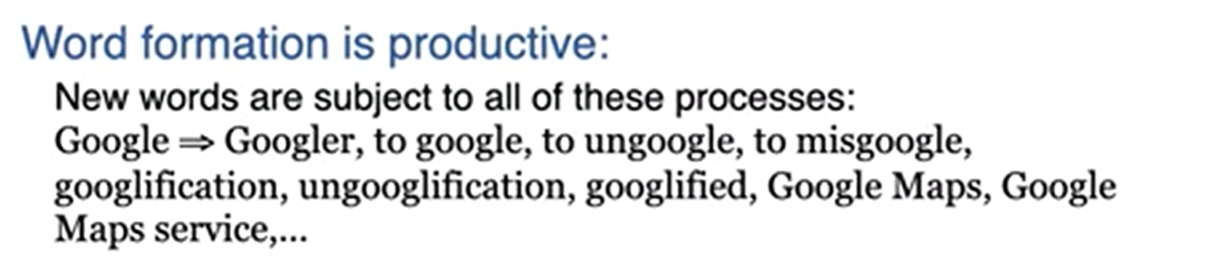 Word formation is productive:
New words are subject to all of these processes:
Google ⇒ Googler, to google, to ungoogle, to misgoogle,
googlification, ungooglification, googlified, Google Maps, Google
Maps service,...